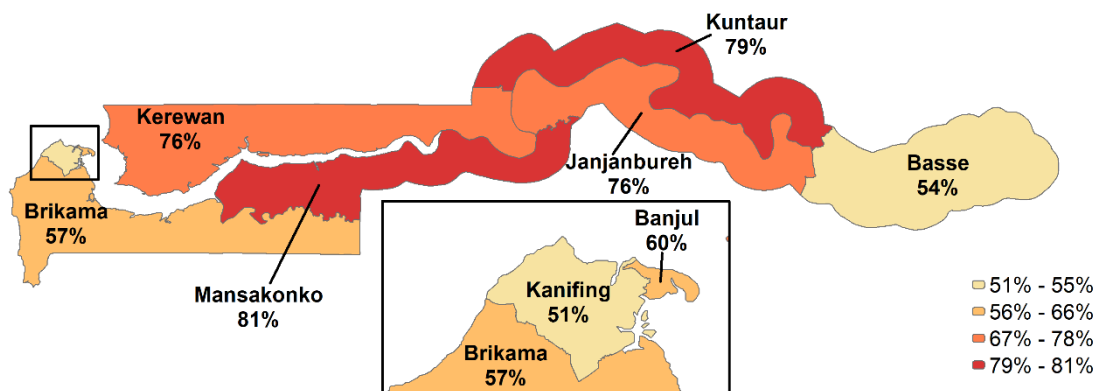 Kuntaur
79%
Kerewan
76%
Janjanbureh
76%
Basse
54%
Brikama
57%
Mansakonko
81%
Banjul
60%
Kanifing
51%
Brikama
57%
51% - 55%
56% - 66%
67% - 78%
79% - 81%